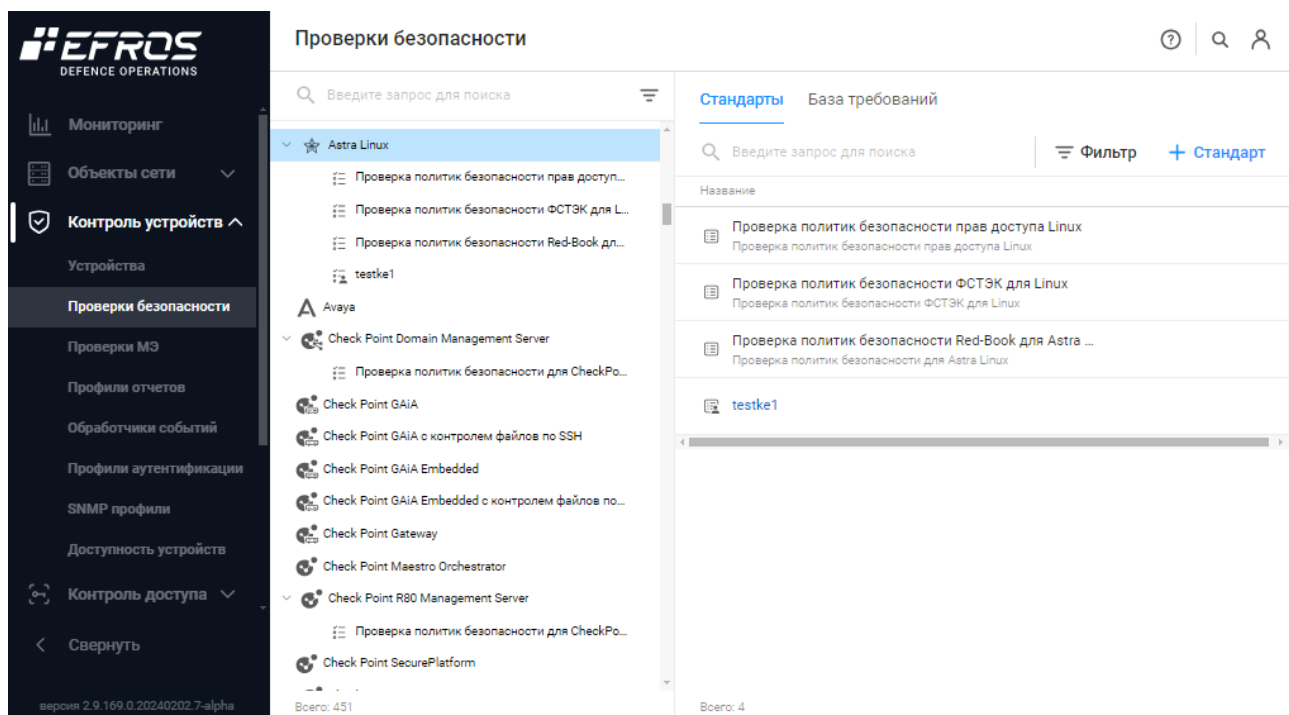 EFROS
DEFENCE OPERATIONS
Мониторинг
Объекты сети
Контроль устройств
Устройства
Проверки безопасности
Проверки МЭ
Профили отчетов
Обработчики событий
Профили аутентификации
SNMP профили
Доступность устройств
Контроль доступа
Свернуть
версия 2.9.169.0.20240202.7-alpha
Проверки безопасности
Введите запрос для поиска
Astra Linux
Проверка политик безопасности прав доступ...
Проверка политик безопасности ФСТЭК для L...
Проверка политик безопасности Red-Book дл...
testke1
Avaya
Check Point Domain Management Server
Проверка политик безопасности для CheckPo...
Check Point GAiA
Check Point GAiA с контролем файлов по SSH
Check Point GAiA Embedded
Check Point GAiA Embedded с контролем файлов по...
Check Point Gateway
Check Point Maestro Orchestrator
Check Point R80 Management Server
Проверка политик безопасности для CheckPo...
Check Point SecurePlatform
Всего: 451
Стандарты База требований
Введите запрос для поиска Фильтр + Стандарт
Название
Проверка политик безопасности прав доступа Linux
Проверка политик безопасности прав доступа Linux
Проверка политик безопасности ФСТЭК для Linux
Проверка политик безопасности ФСТЭК для Linux
Проверка политик безопасности Red-Book для Astra ...
Проверка политик безопасности для Astra Linux
testke1
Всего: 4